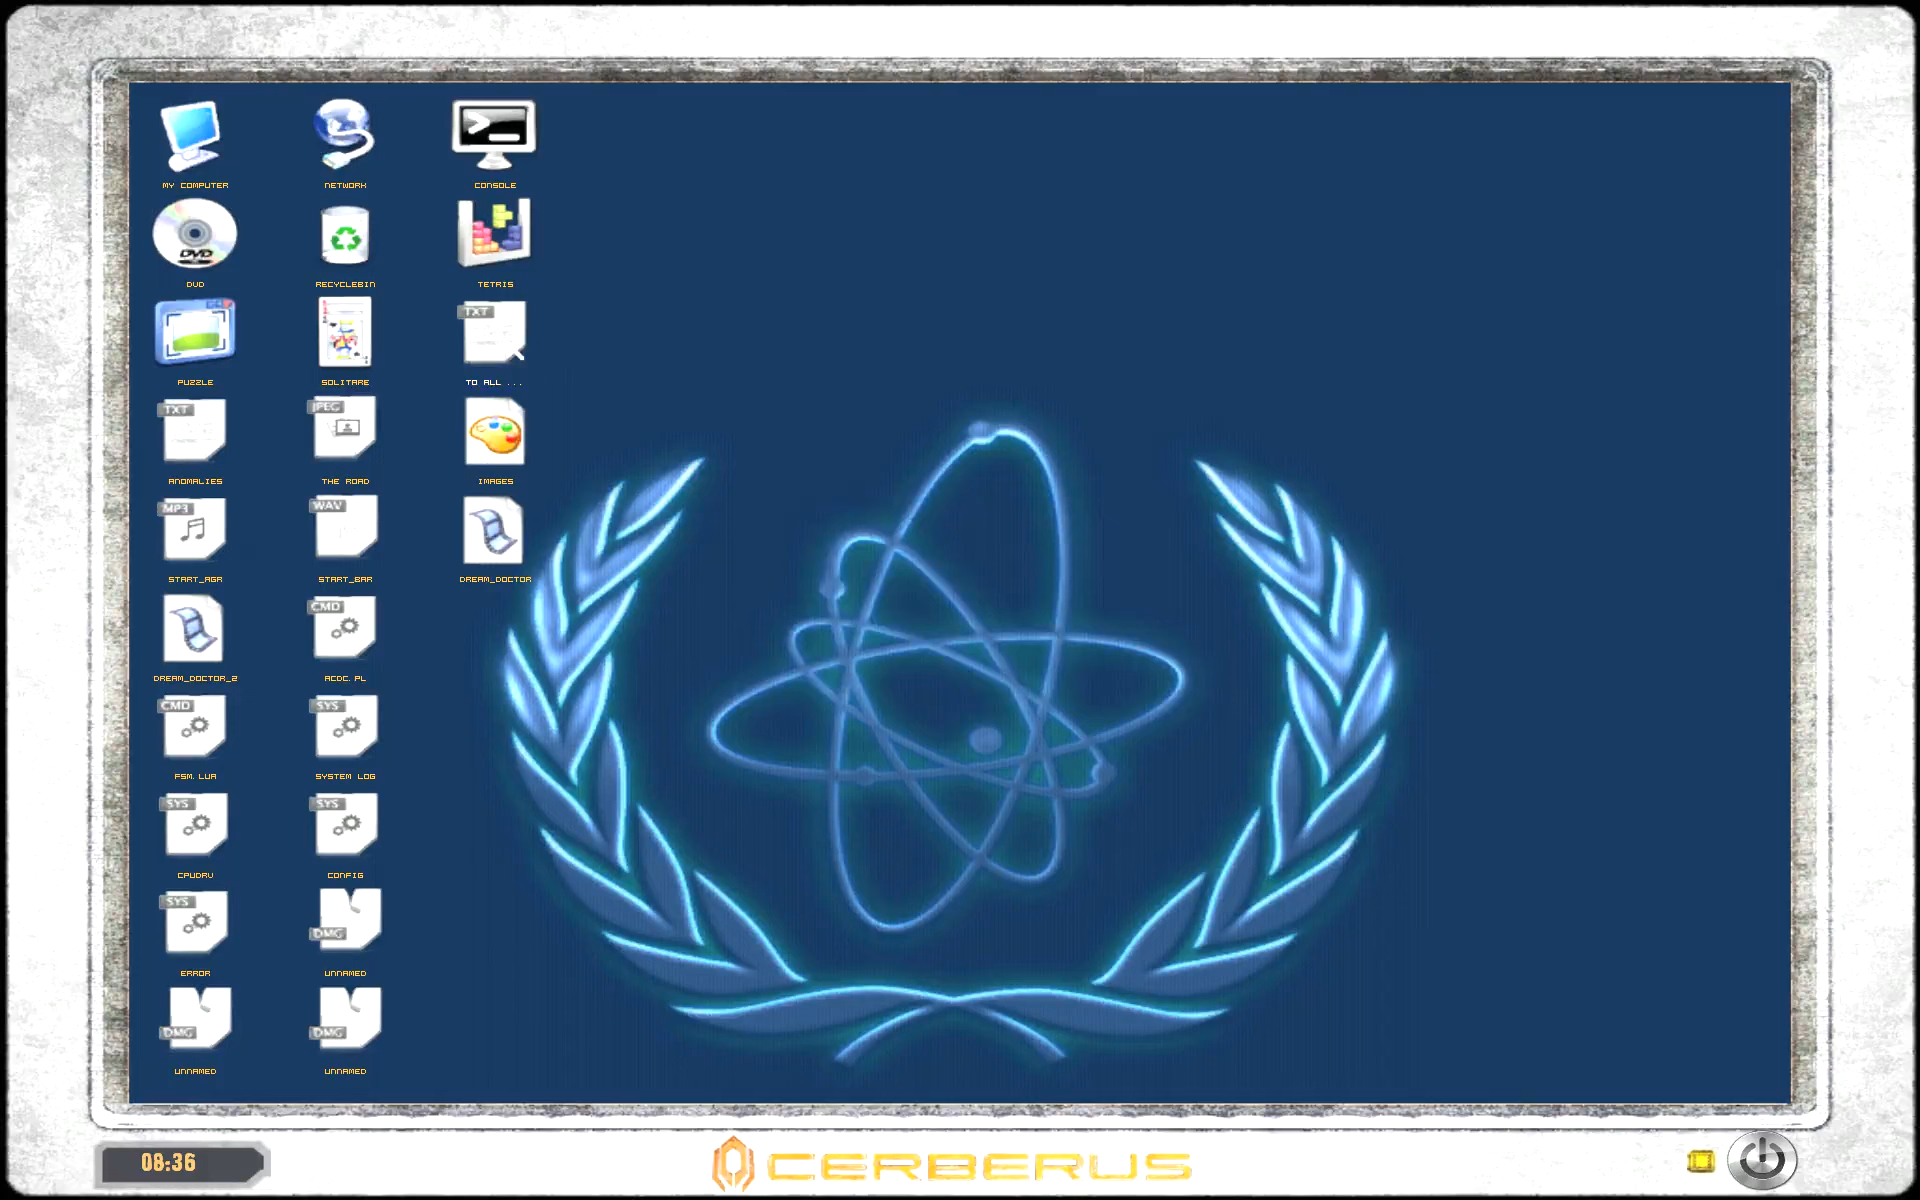 MY COMPUTER
NETWORK
CONSOLE
DVD
DVD
RECYCLEBIN
TETRIS
TXT
PUZZLE
SOLITARE
TO ALL ...
TXT
JPEG
ANOMALIES
THE ROAD
IMAGES
MP3
WAV
START_AGR
START_BAR
DREAM_DOCTOR
CMD
DREAM_DOCTOR_2
ACDC.PL
CMD
SYS
FSM.LUA
SYSTEM LOG
SYS
SYS
CPUDRV
CONFIG
SYS
DMG
ERROR
UNNAMED
DMG
DMG
UNNAMED
UNNAMED
08:36
CERBERUS